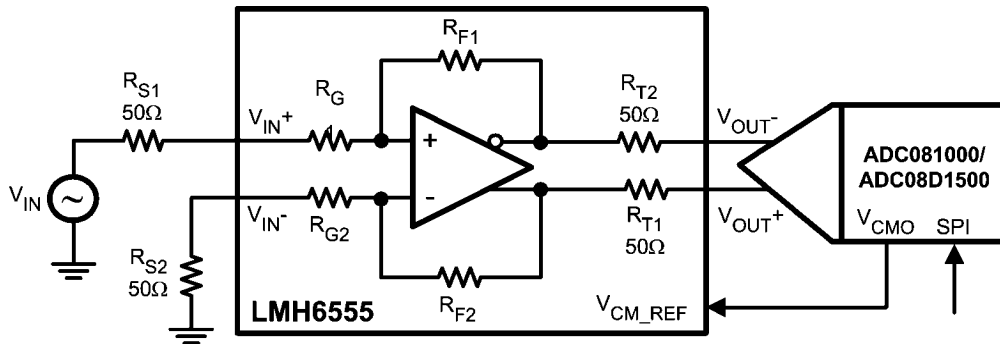 R_F1
R_S1
50Ω
V_IN+
R_G
1
R_T2
50Ω
V_OUT-
ADC081000/
ADC08D1500
V_IN
+
-
V_IN-
R_G2
R_T1
50Ω
V_OUT+
V_CMO
SPI
R_S2
50Ω
R_F2
LMH6555
V_CM_REF